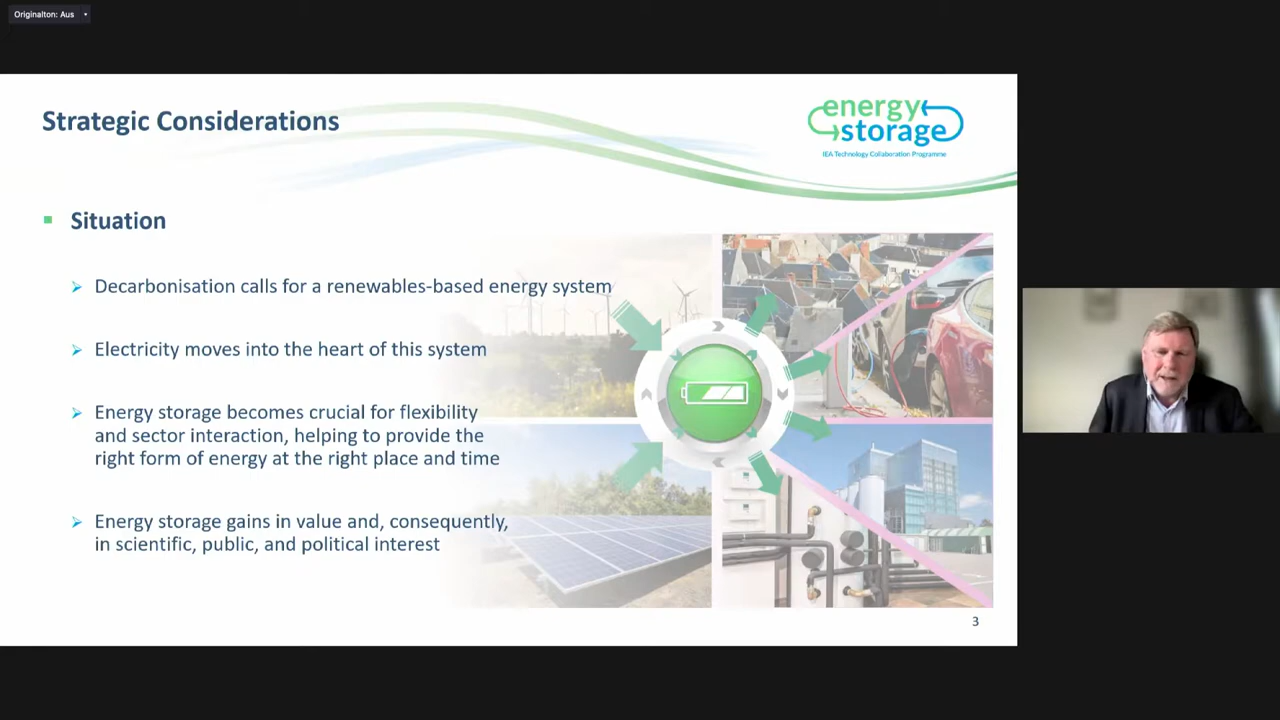 Originalton: Aus
Strategic Considerations
energy
storage
IEA Technology Collaboration Programme
Situation
Decarbonisation calls for a renewables-based energy system
Electricity moves into the heart of this system
Energy storage becomes crucial for flexibility
and sector interaction, helping to provide the
right form of energy at the right place and time
Energy storage gains in value and, consequently,
in scientific, public, and political interest
3